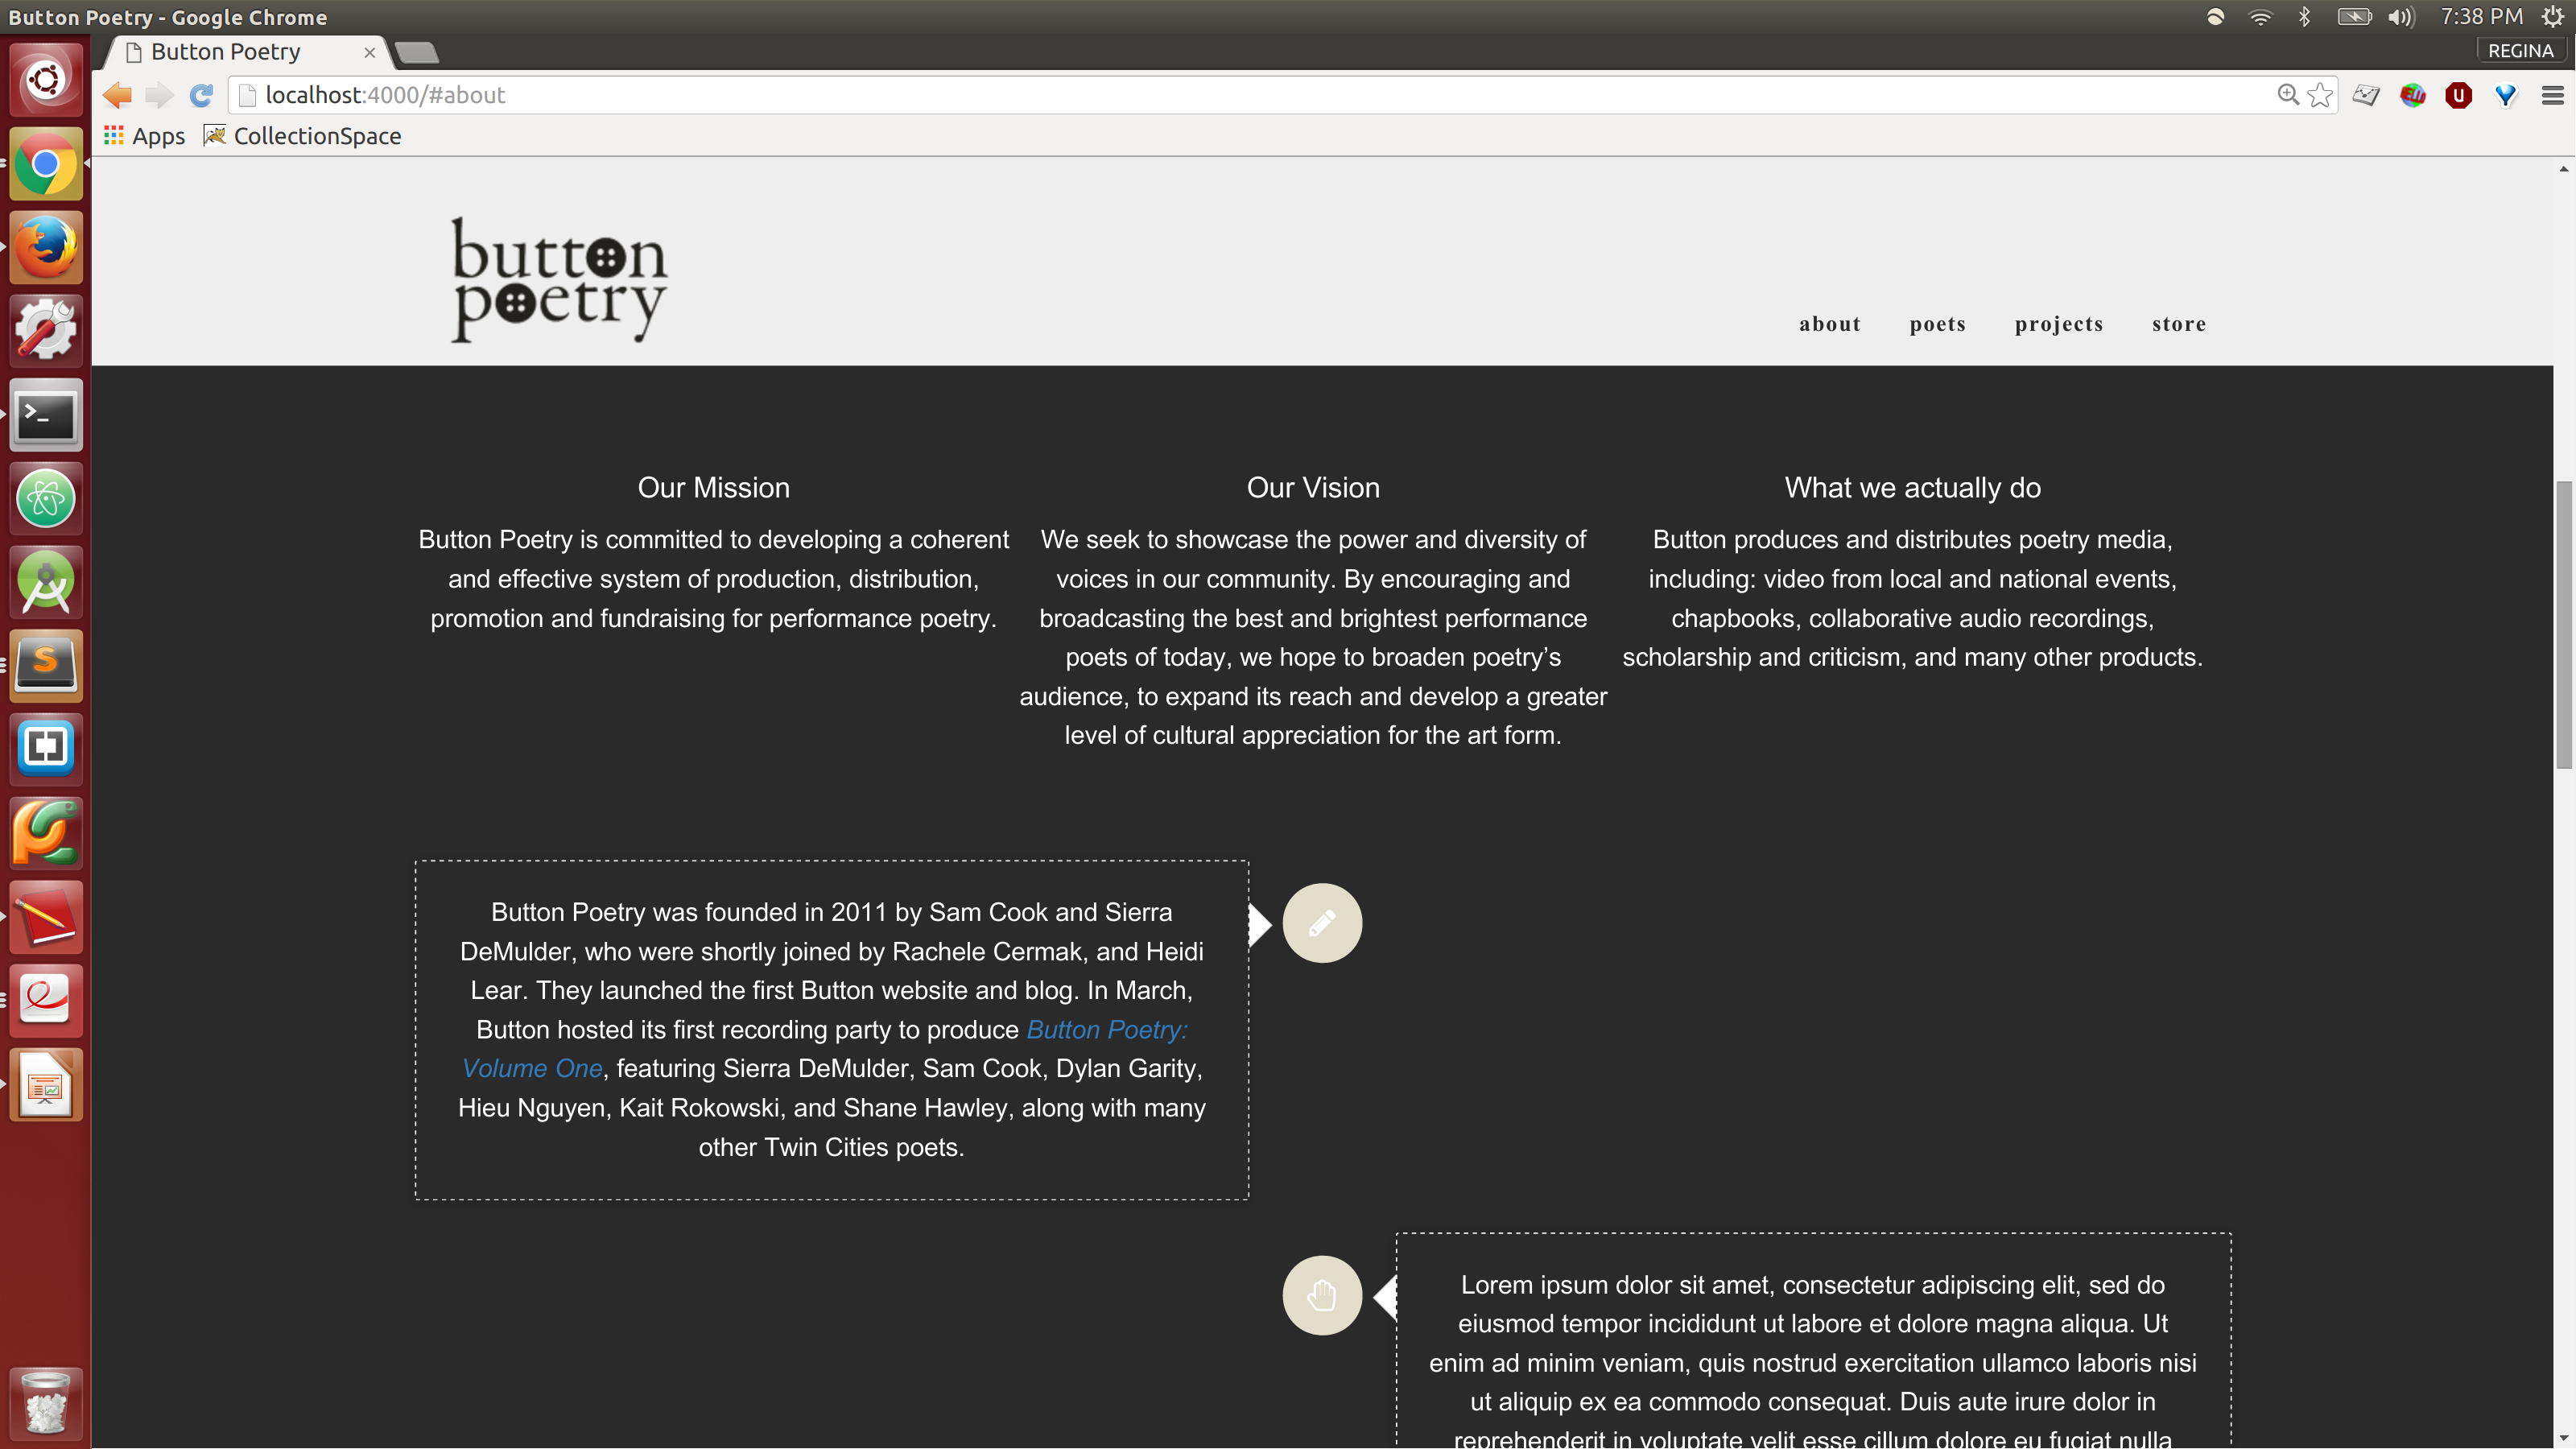 Button Poetry - Google Chrome
7:38 PM
Button Poetry
REGINA
localhost:4000/#about
Apps
CollectionSpace
button
poetry
about
poets
projects
store
Our Mission
Button Poetry is committed to developing a coherent
and effective system of production, distribution,
promotion and fundraising for performance poetry.
Our Vision
We seek to showcase the power and diversity of
voices in our community. By encouraging and
broadcasting the best and brightest performance
poets of today, we hope to broaden poetry’s
audience, to expand its reach and develop a greater
level of cultural appreciation for the art form.
What we actually do
Button produces and distributes poetry media,
including: video from local and national events,
chapbooks, collaborative audio recordings,
scholarship and criticism, and many other products.
Button Poetry was founded in 2011 by Sam Cook and Sierra
DeMulder, who were shortly joined by Rachele Cermak, and Heidi
Lear. They launched the first Button website and blog. In March,
Button hosted its first recording party to produce Button Poetry:
Volume One, featuring Sierra DeMulder, Sam Cook, Dylan Garity,
Hieu Nguyen, Kait Rokowski, and Shane Hawley, along with many
other Twin Cities poets.
Lorem ipsum dolor sit amet, consectetur adipiscing elit, sed do
eiusmod tempor incididunt ut labore et dolore magna aliqua. Ut
enim ad minim veniam, quis nostrud exercitation ullamco laboris nisi
ut aliquip ex ea commodo consequat. Duis aute irure dolor in
reprehenderit in voluptate velit esse cillum dolore eu fugiat nulla